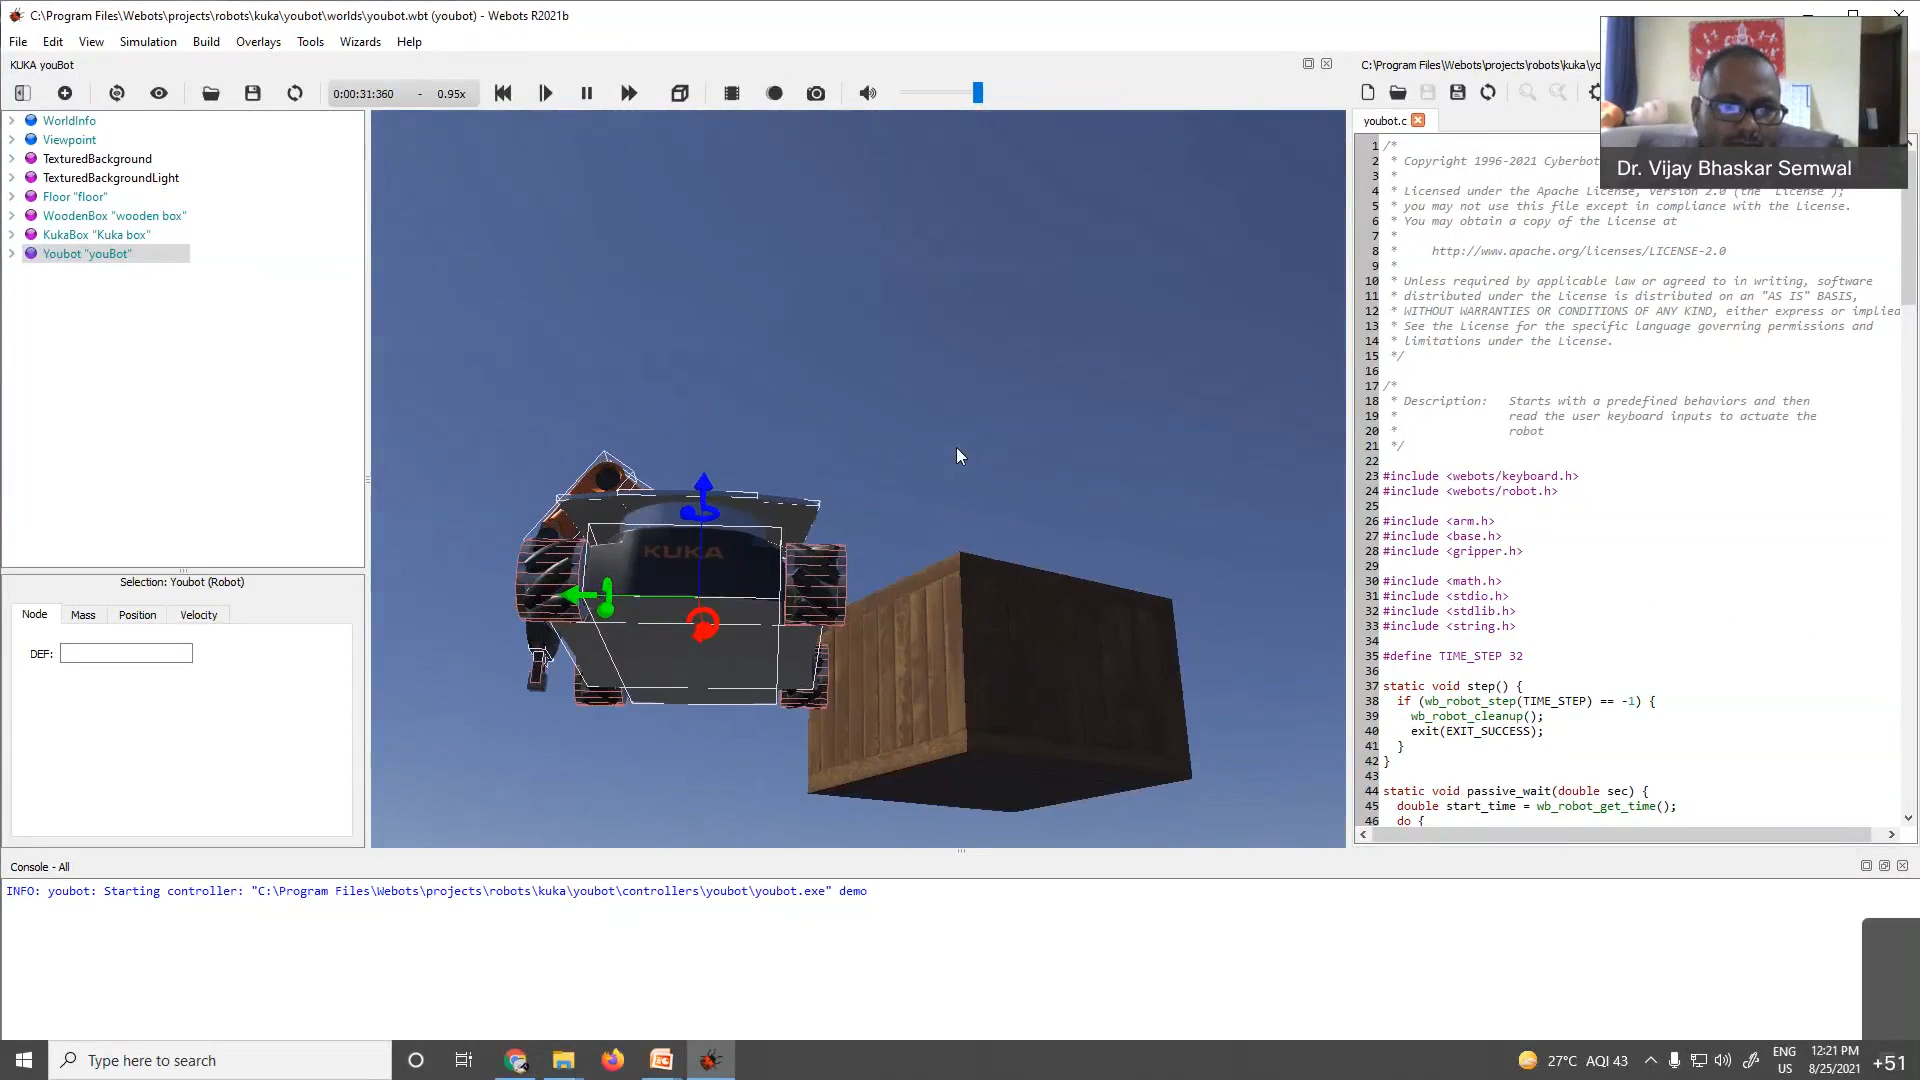 C:\Program Files\Webots\projects\robots\kuka\youbot\worlds\youbot.wbt (youbot) - Webots R2021b
File Edit View Simulation Build Overlays Tools Wizards Help
KUKA youBot
0:00:31:360 - 0.95x
WorldInfo
Viewpoint
TexturedBackground
TexturedBackgroundLight
Floor "floor"
WoodenBox "wooden box"
KukaBox "Kuka box"
Youbot "youBot"
Selection: Youbot (Robot)
Node Mass Position Velocity
DEF:
KUKA
C:\Program Files\Webots\projects\robots\kuka\yo
youbot.c
Dr. Vijay Bhaskar Semwal
1 /*
2 * Copyright 1996-2021 Cyberbot
3 *
4 * Licensed under the Apache License, Version 2.0 (the "License");
5 * you may not use this file except in compliance with the License.
6 * You may obtain a copy of the License at
7 *
8 * http://www.apache.org/licenses/LICENSE-2.0
9 *
10 * Unless required by applicable law or agreed to in writing, software
11 * distributed under the License is distributed on an "AS IS" BASIS,
12 * WITHOUT WARRANTIES OR CONDITIONS OF ANY KIND, either express or implied
13 * See the License for the specific language governing permissions and
14 * limitations under the License.
15 */
16
17 /*
18 * Description: Starts with a predefined behaviors and then
19 * read the user keyboard inputs to actuate the
20 * robot
21 */
22
23 #include <webots/keyboard.h>
24 #include <webots/robot.h>
25
26 #include <arm.h>
27 #include <base.h>
28 #include <gripper.h>
29
30 #include <math.h>
31 #include <stdio.h>
32 #include <stdlib.h>
33 #include <string.h>
34
35 #define TIME_STEP 32
36
37 static void step() {
38 if (wb_robot_step(TIME_STEP) == -1) {
39 wb_robot_cleanup();
40 exit(EXIT_SUCCESS);
41 }
42 }
43
44 static void passive_wait(double sec) {
45 double start_time = wb_robot_get_time();
46 do {
Console - All
INFO: youbot: Starting controller: "C:\Program Files\Webots\projects\robots\kuka\youbot\controllers\youbot\youbot.exe" demo
Type here to search
27°C AQI 43
ENG
US
12:21 PM
8/25/2021
+51